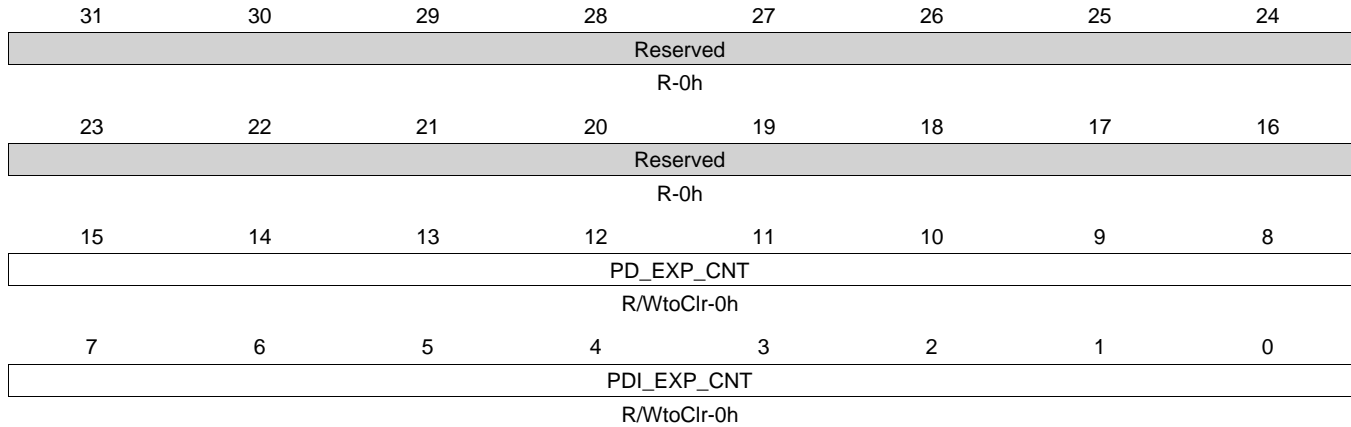 31 30 29 28 27 26 25 24
Reserved
R-0h
23 22 21 20 19 18 17 16
Reserved
R-0h
15 14 13 12 11 10 9 8
PD_EXP_CNT
R/WtoClr-0h
7 6 5 4 3 2 1 0
PDI_EXP_CNT
R/WtoClr-0h